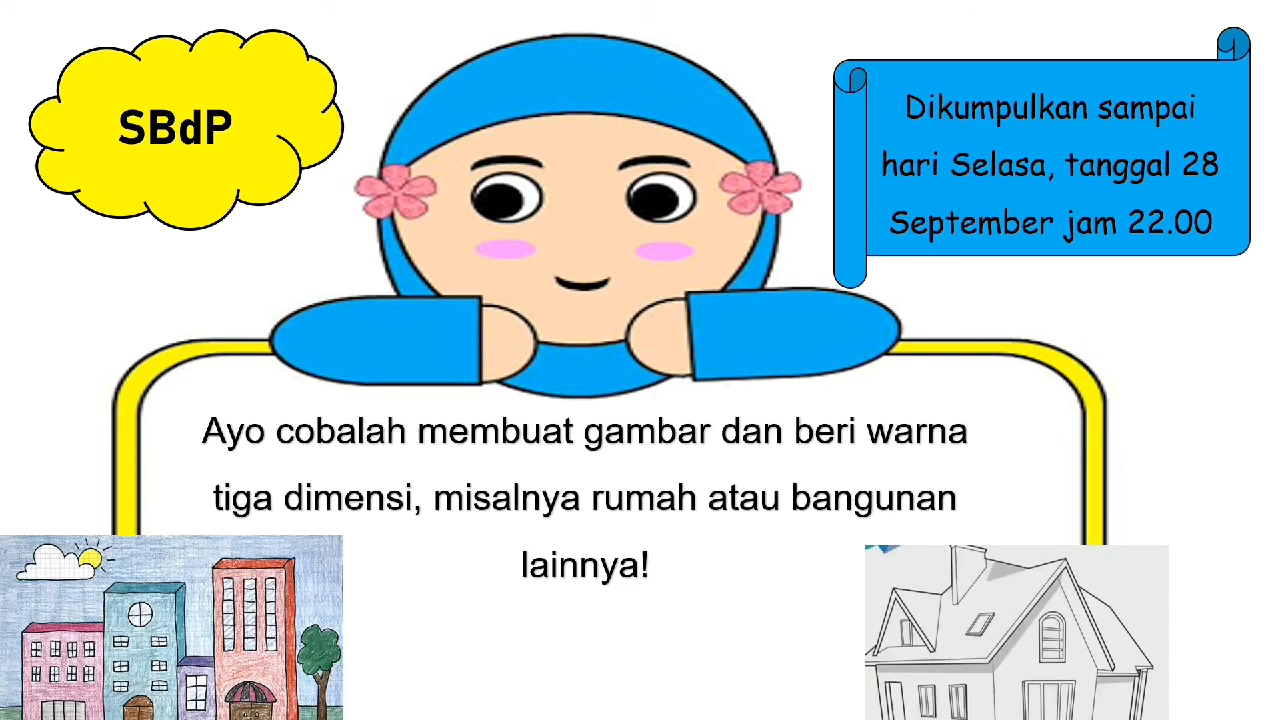 SBdP
Dikumpulkan sampai
hari Selasa, tanggal 28
September jam 22.00
Ayo cobalah membuat gambar dan beri warna
tiga dimensi, misalnya rumah atau bangunan
lainnya!